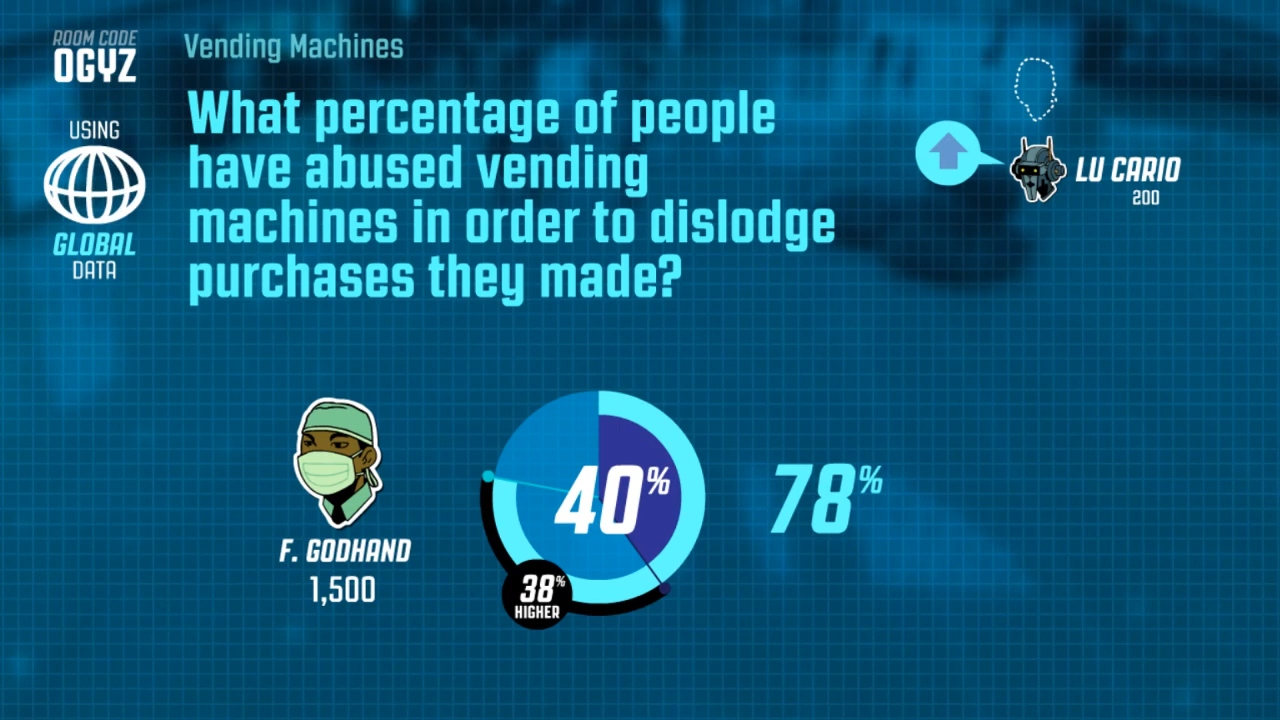 ROOM CODE
OGYZ
USING
GLOBAL
DATA
Vending Machines
What percentage of people
have abused vending
machines in order to dislodge
purchases they made?
LU CARIO
200
F. GODHAND
1,500
40%
38%
HIGHER
78%